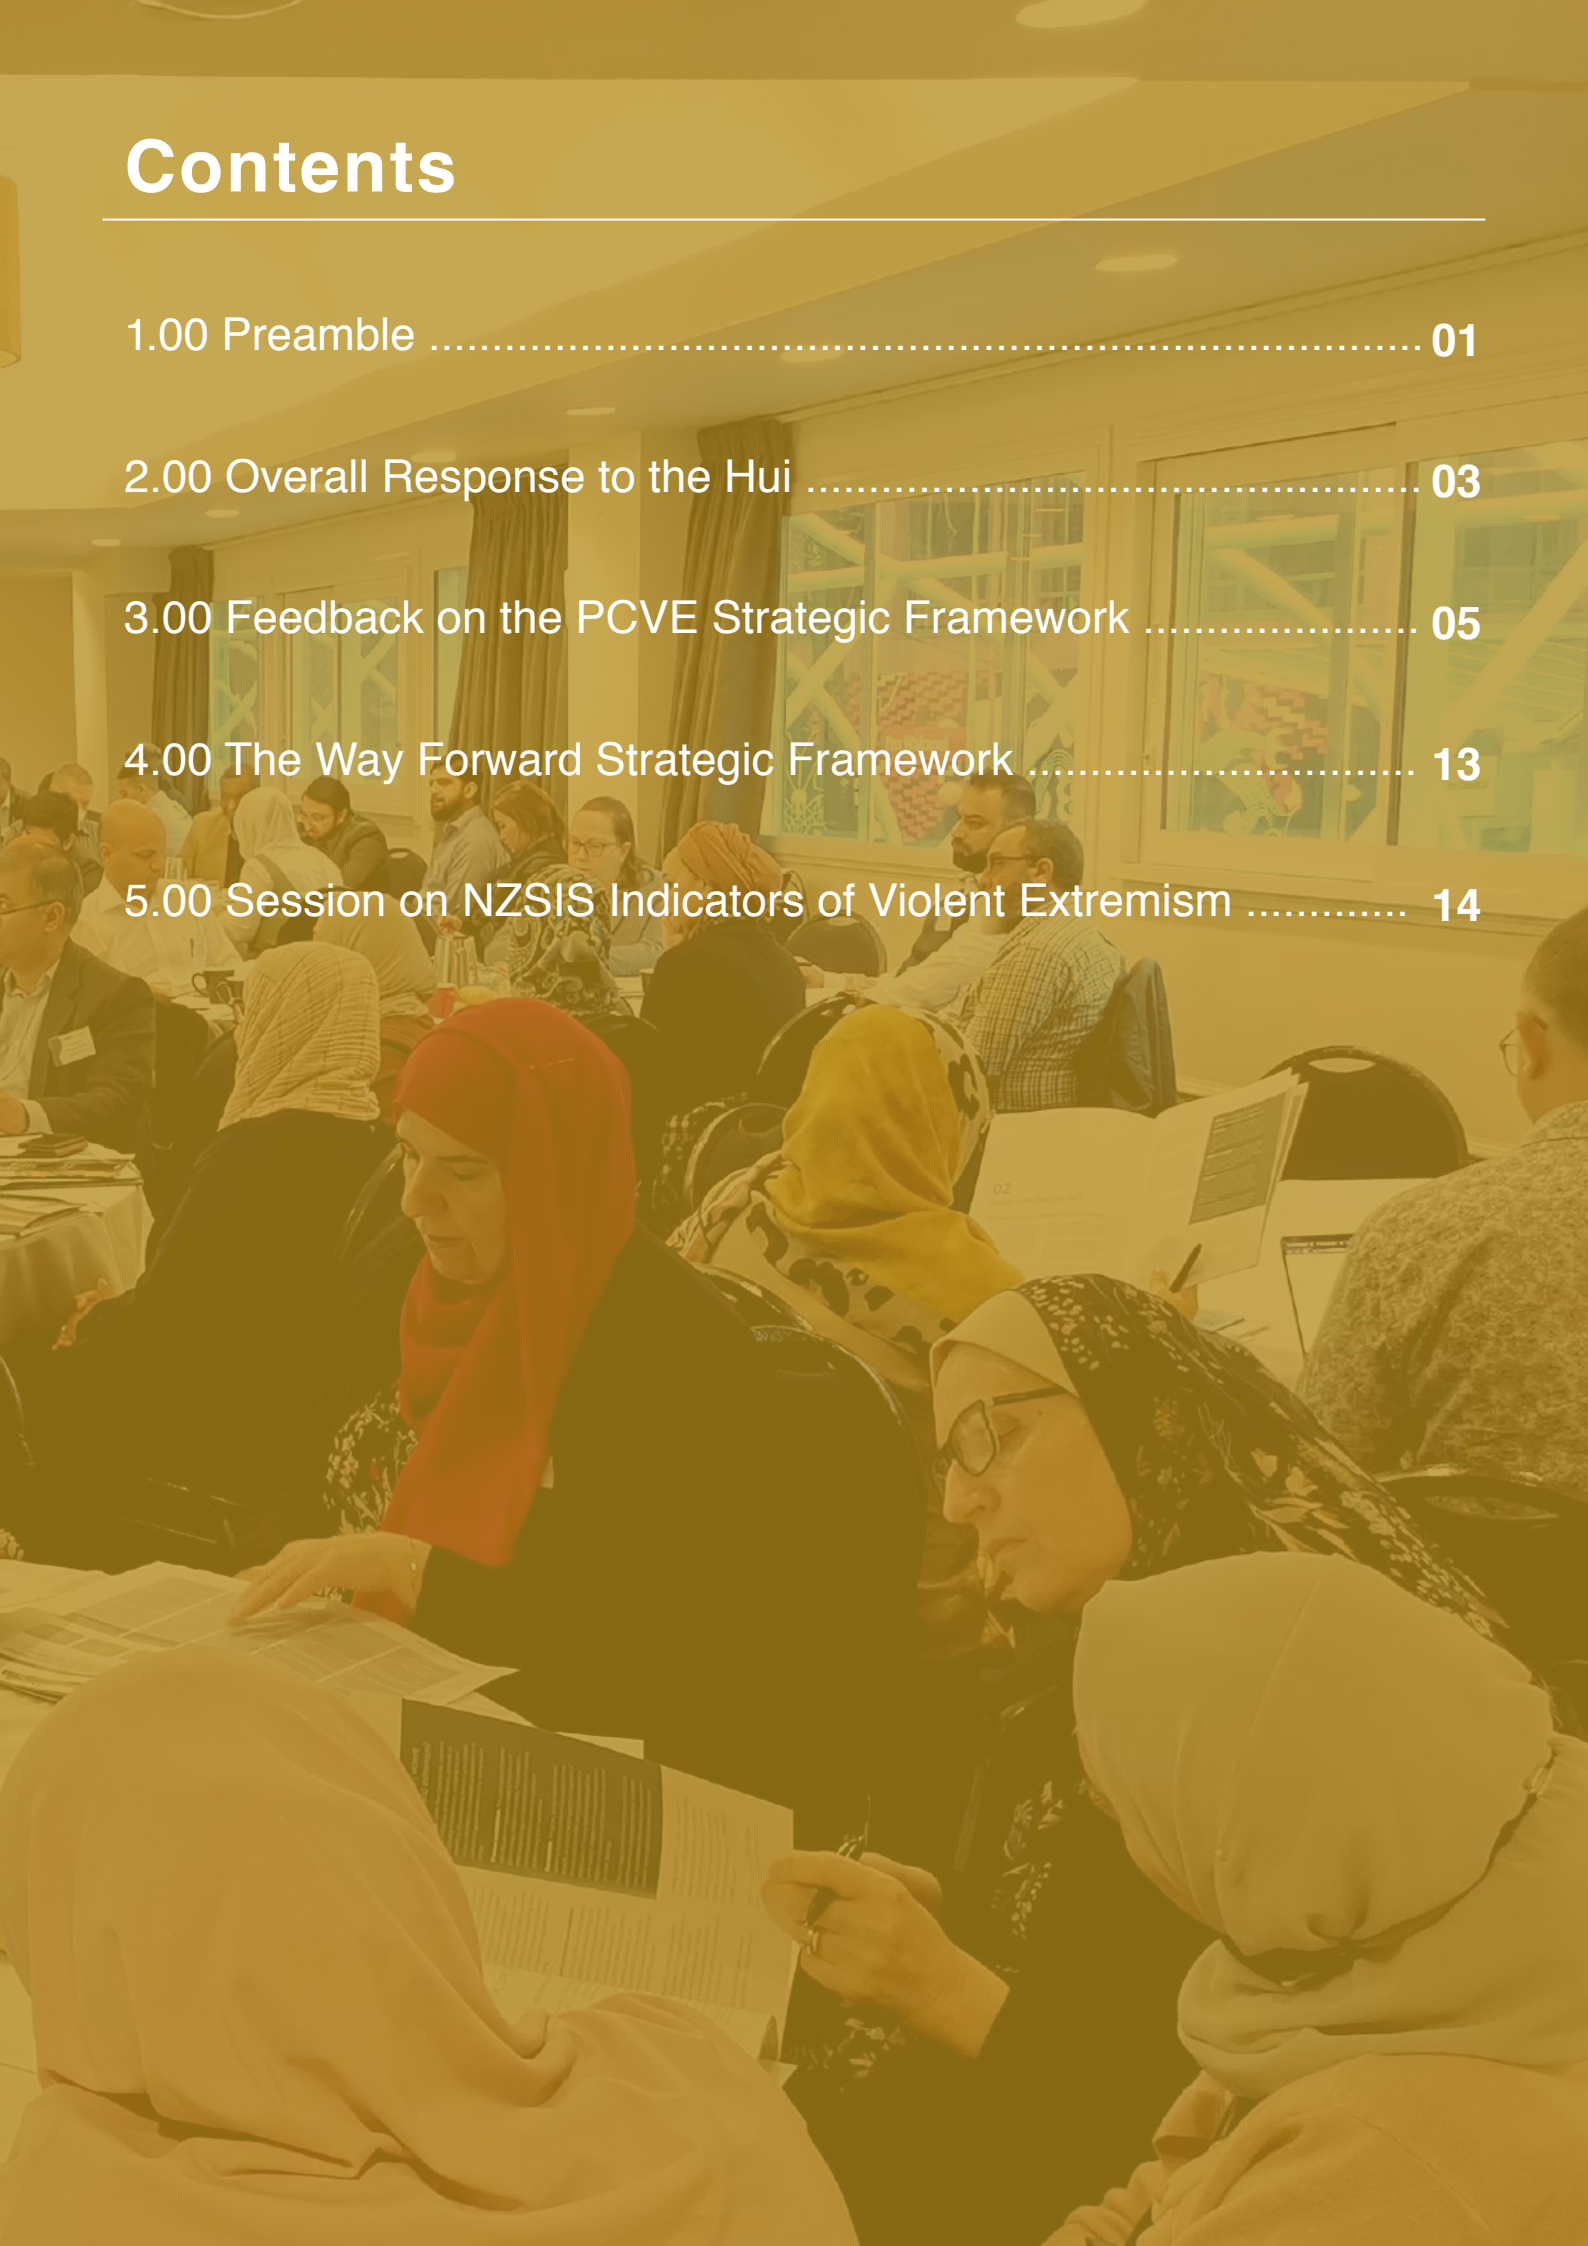 Contents
1.00 Preamble ............................................................................... 01
2.00 Overall Response to the Hui ................................................. 03
3.00 Feedback on the PCVE Strategic Framework ...................... 05
4.00 The Way Forward Strategic Framework ............................... 13
5.00 Session on NZSIS Indicators of Violent Extremism ............. 14
02